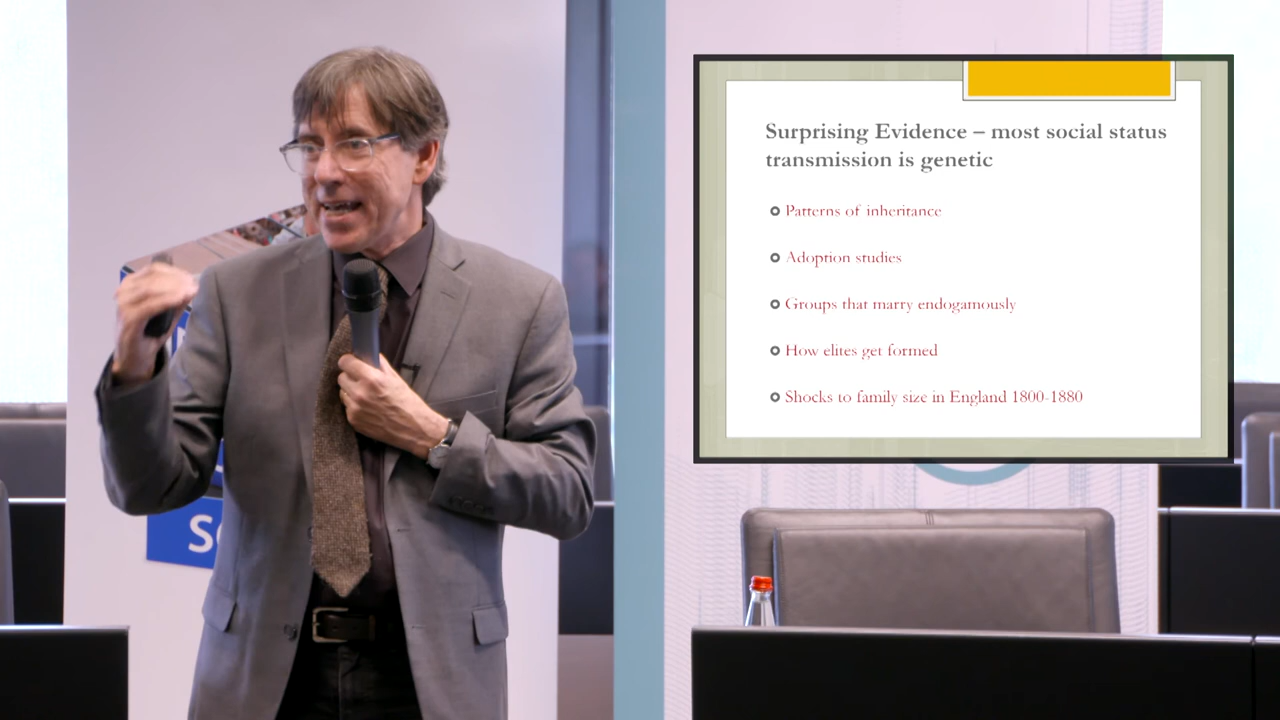 Surprising Evidence – most social status
transmission is genetic
Patterns of inheritance
Adoption studies
Groups that marry endogamously
How elites get formed
Shocks to family size in England 1800-1880